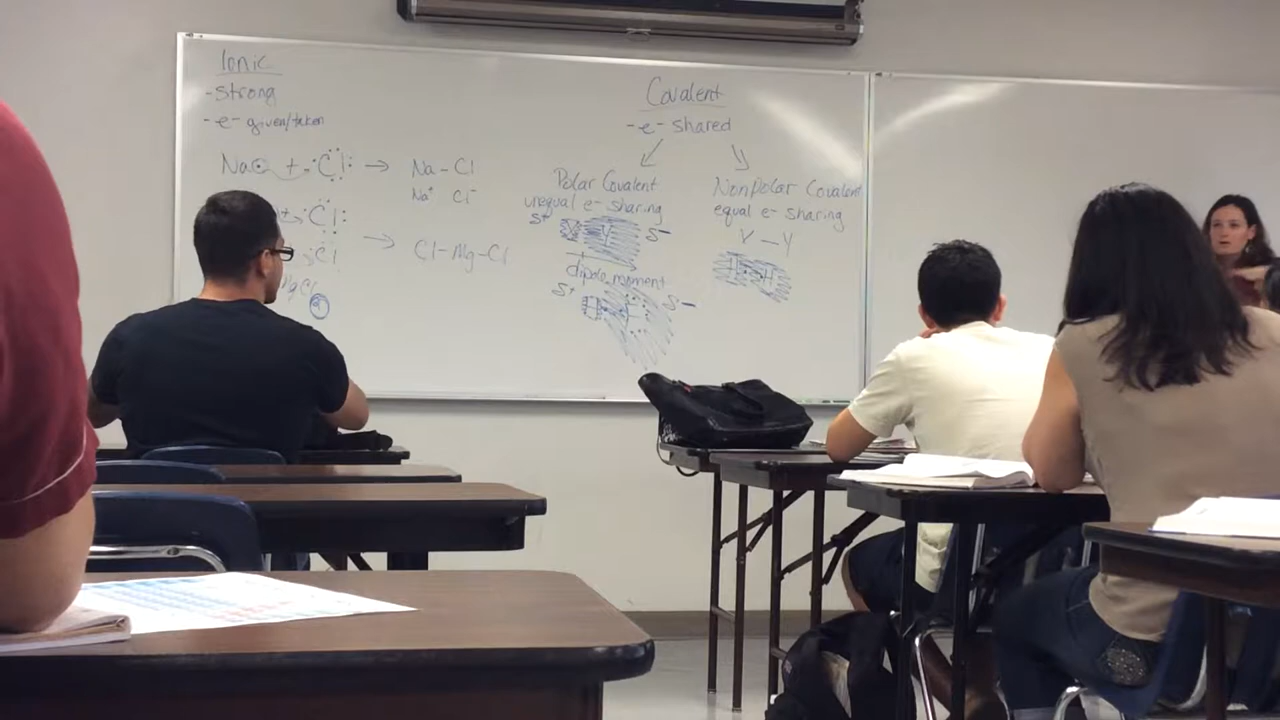 Ionic
-strong
-e- given/taken
Na + Cl → Na-Cl
Na⁺ Cl⁻
Cl
Cl → Cl-Mg-Cl
Covalent
-e- shared
Polar Covalent
unequal e- sharing
δ+ δ-
dipole moment
δ+ δ-
NonPolar Covalent
equal e- sharing
Y-Y